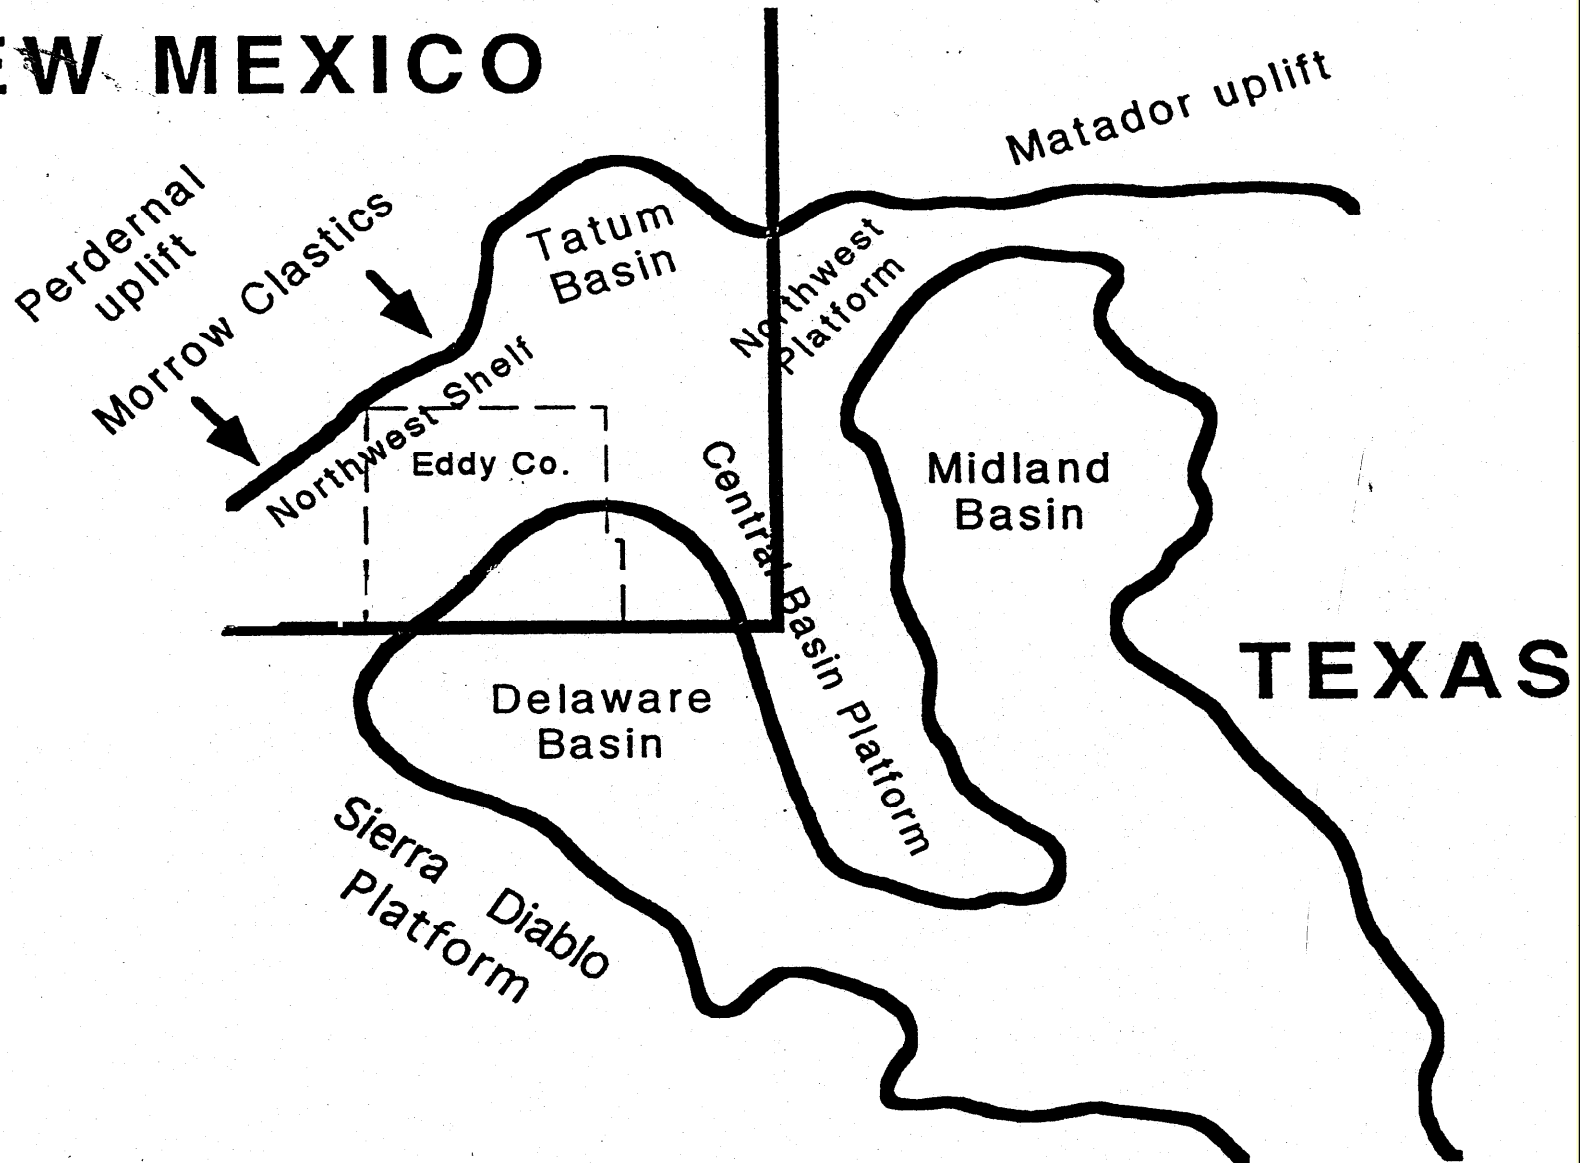 EW MEXICO
Matador uplift
Perdernal
uplift
Morrow Clastics
Tatum
Basin
Northwest
Platform
Northwest Shelf
Eddy Co.
Central Basin Platform
Midland
Basin
TEXAS
Delaware
Basin
Sierra Diablo
Platform